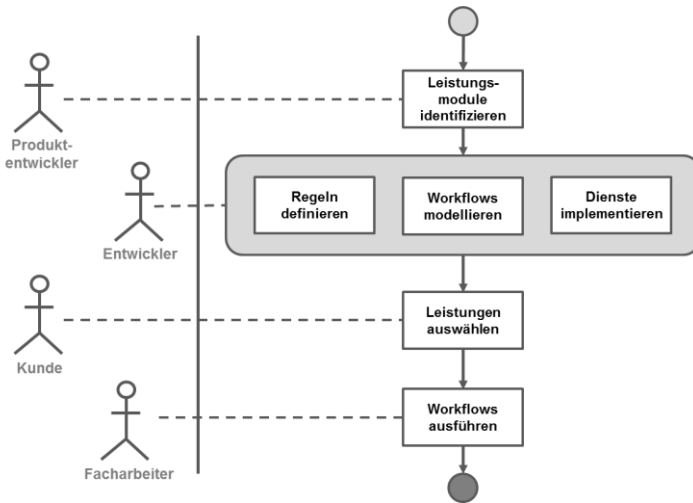 Leistungs-
module
identifizieren
Produkt-
entwickler
Regeln
definieren
Workflows
modellieren
Dienste
implementieren
Entwickler
Leistungen
auswählen
Kunde
Workflows
ausführen
Facharbeiter